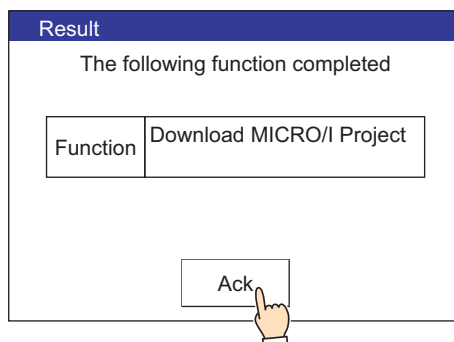 Result
The following function completed
Function
Download MICRO/I Project
Ack